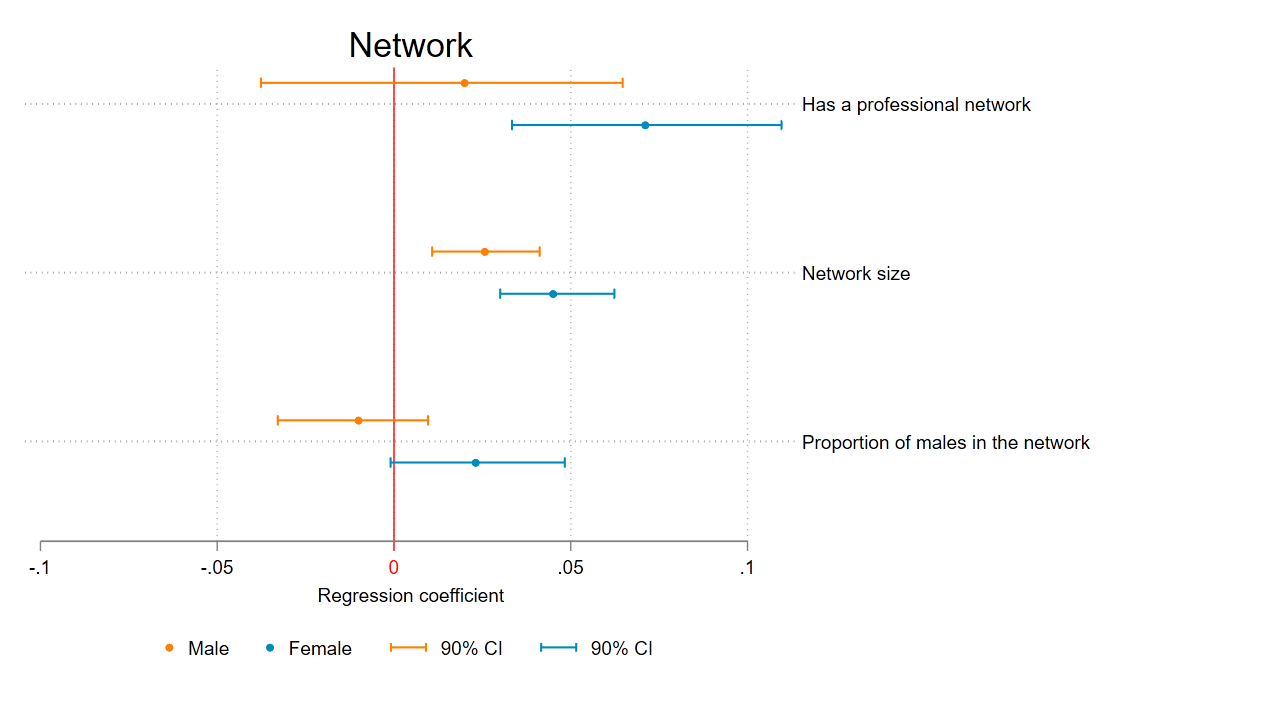 Network
Has a professional network
Network size
Proportion of males in the network
-.1 -.05 0 .05 .1
Regression coefficient
Male Female 90% CI 90% CI